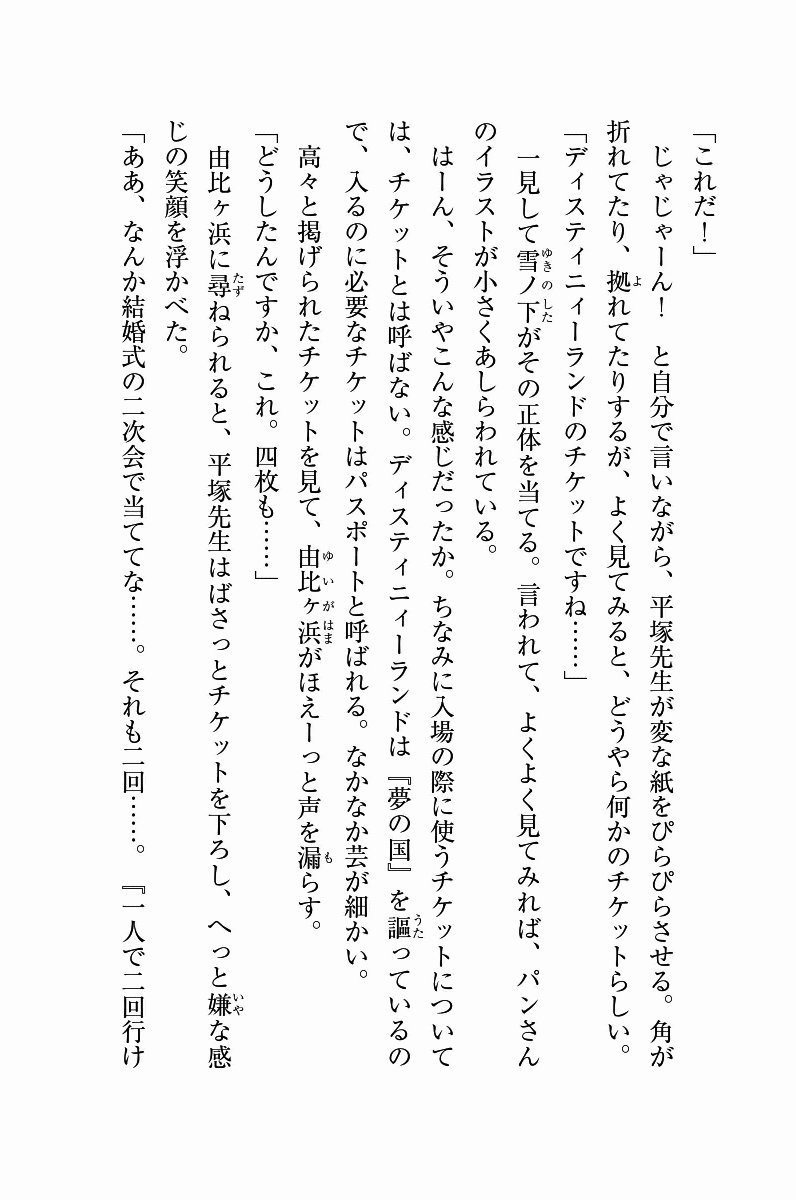 「これだ！」
　じゃじゃーん！　と自分で言いながら、平塚先生が変な紙をぴらぴらさせる。角が
折れてたり、拠れてたりするが、よく見てみると、どうやら何かのチケットらしい。
「ディスティニィーランドのチケットですね……」
　一見して雪ノ下がその正体を当てる。言われて、よくよく見てみれば、パンさん
のイラストが小さくあしらわれている。
　はーん、そういやこんな感じだったか。ちなみに入場の際に使うチケットについて
は、チケットとは呼ばない。ディスティニィーランドは『夢の国』を謳っているの
で、入るのに必要なチケットはパスポートと呼ばれる。なかなか芸が細かい。
　高々と掲げられたチケットを見て、由比ヶ浜がほえーっと声を漏らす。
「どうしたんですか、これ。四枚も……」
　由比ヶ浜に尋ねられると、平塚先生はばさっとチケットを下ろし、へっと嫌な感
じの笑顔を浮かべた。
「ああ、なんか結婚式の二次会で当ててな……。それも二回……。『一人で二回行け